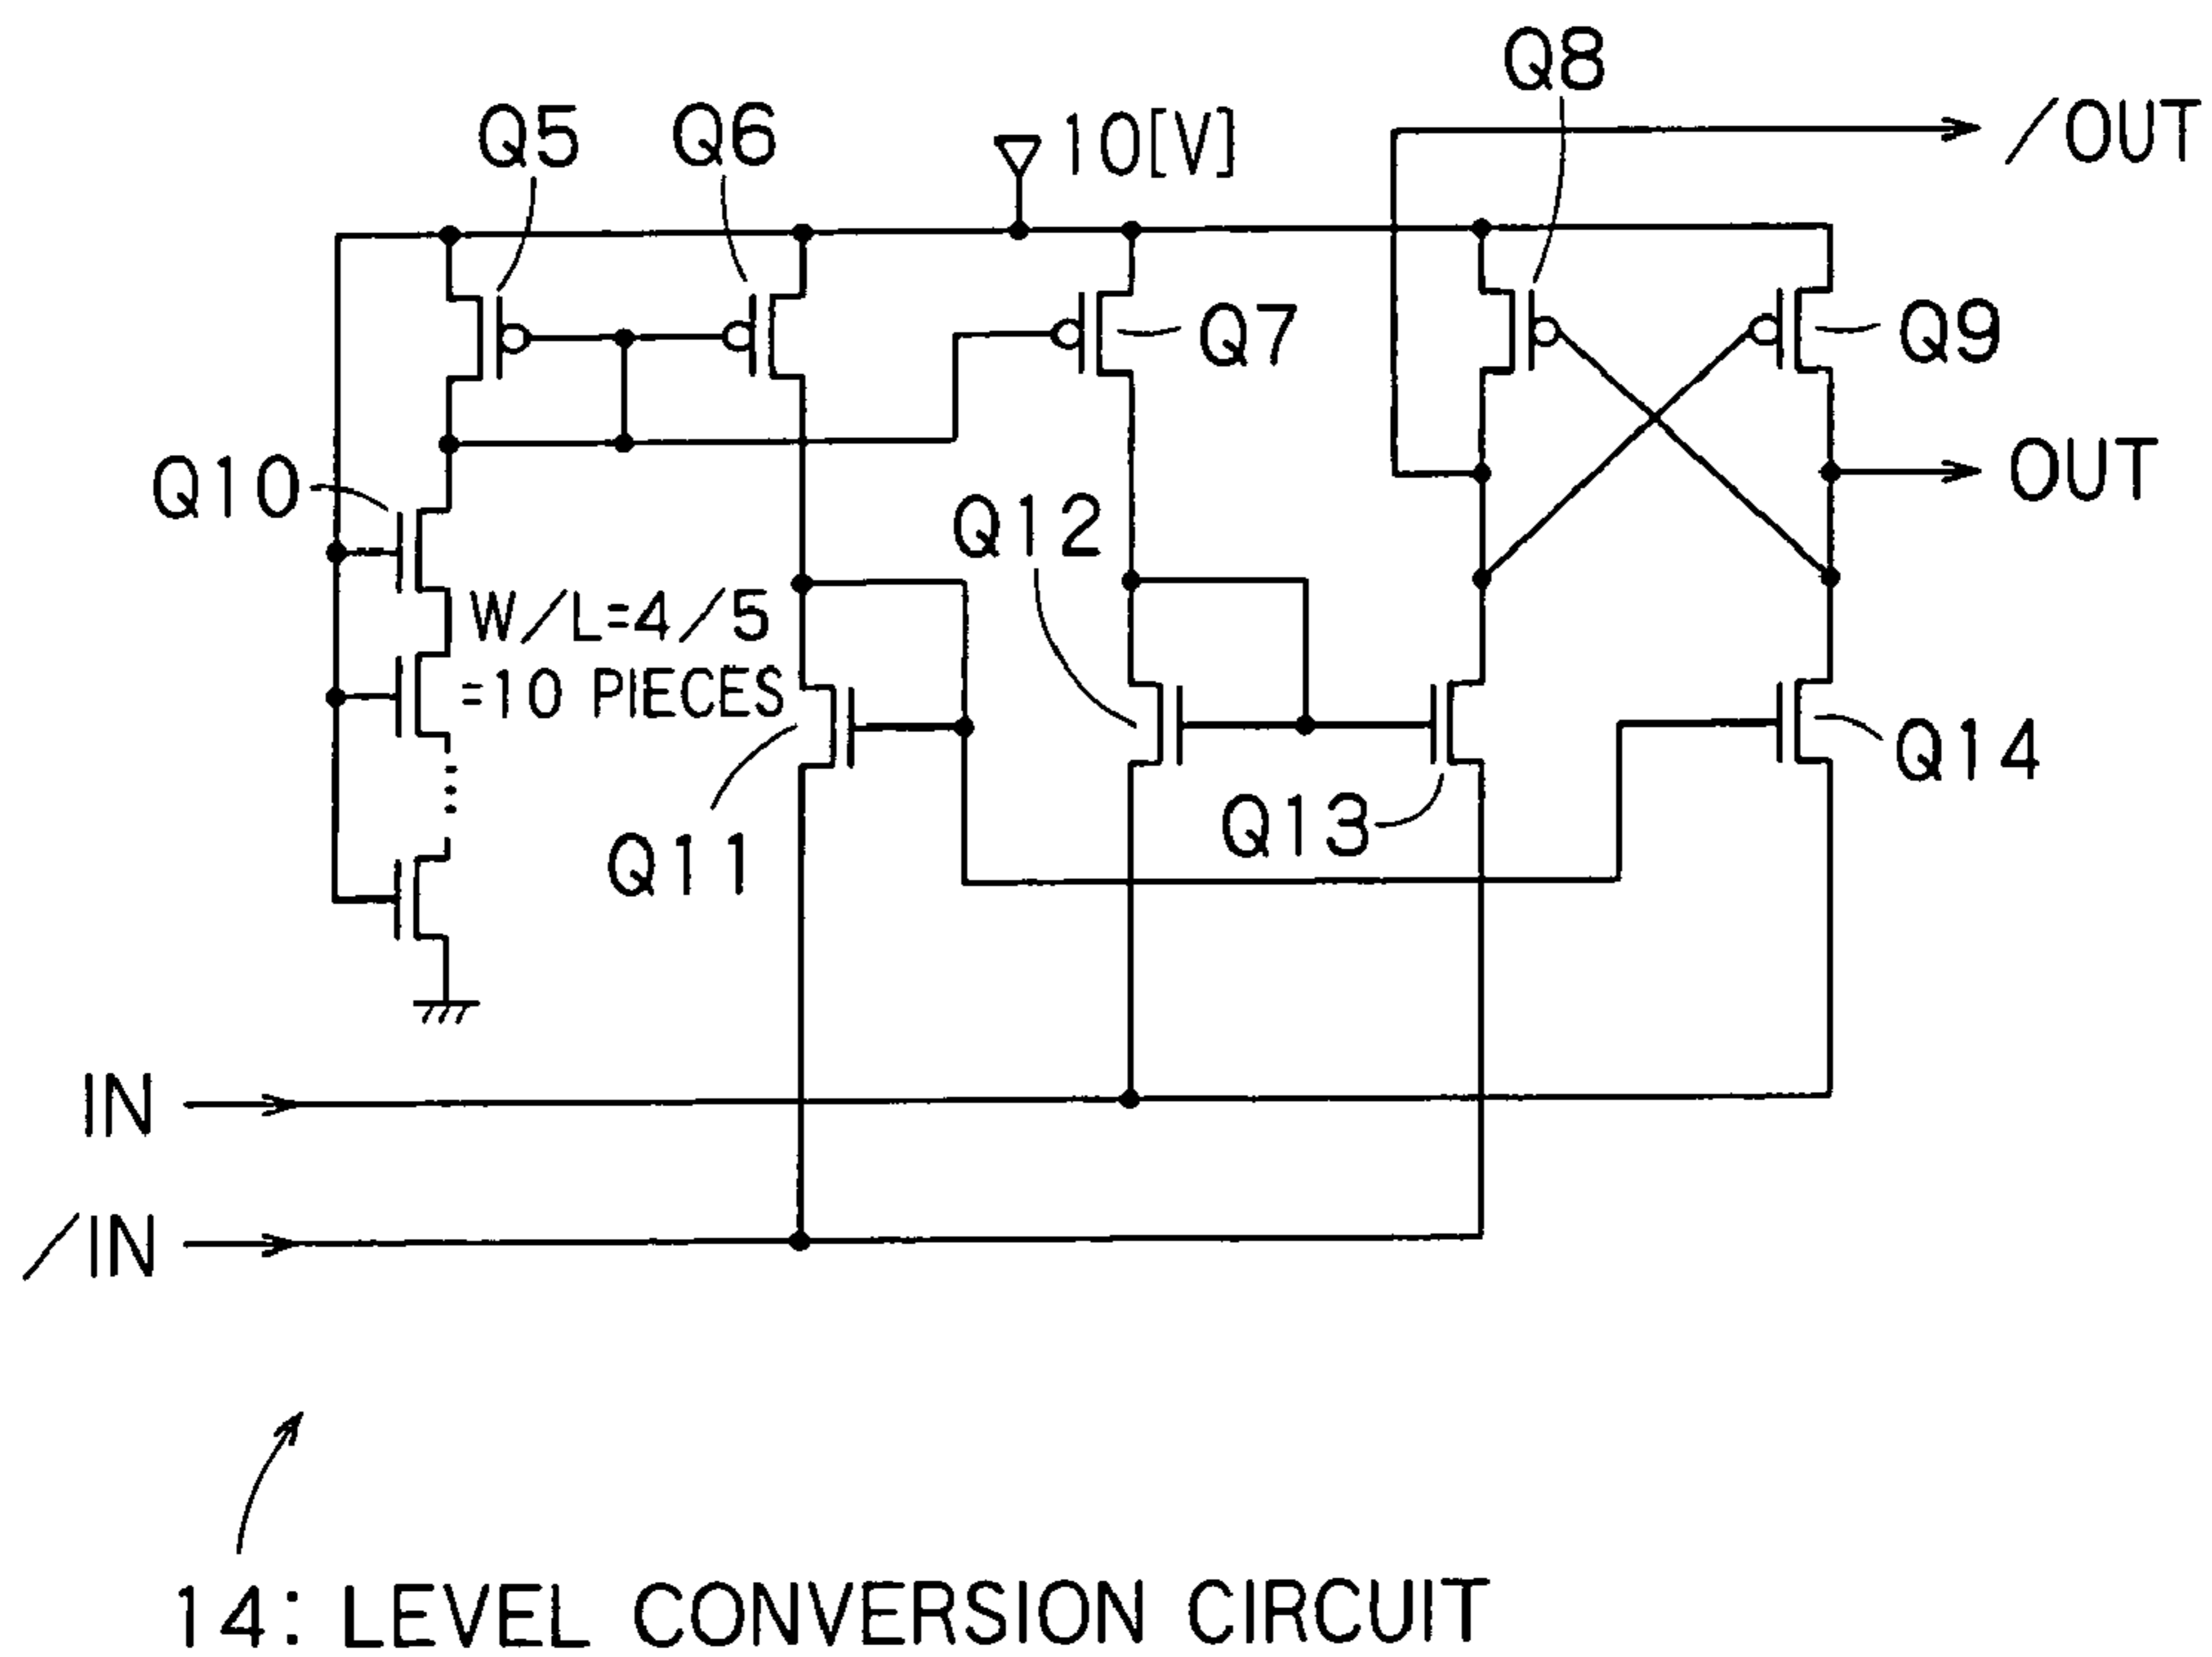 Q8
Q5
Q6
10[V]
/OUT
Q7
Q9
Q10
Q12
OUT
W/L=4/5
=10 PIECES
Q14
Q13
Q11
IN
/IN
14: LEVEL CONVERSION CIRCUIT